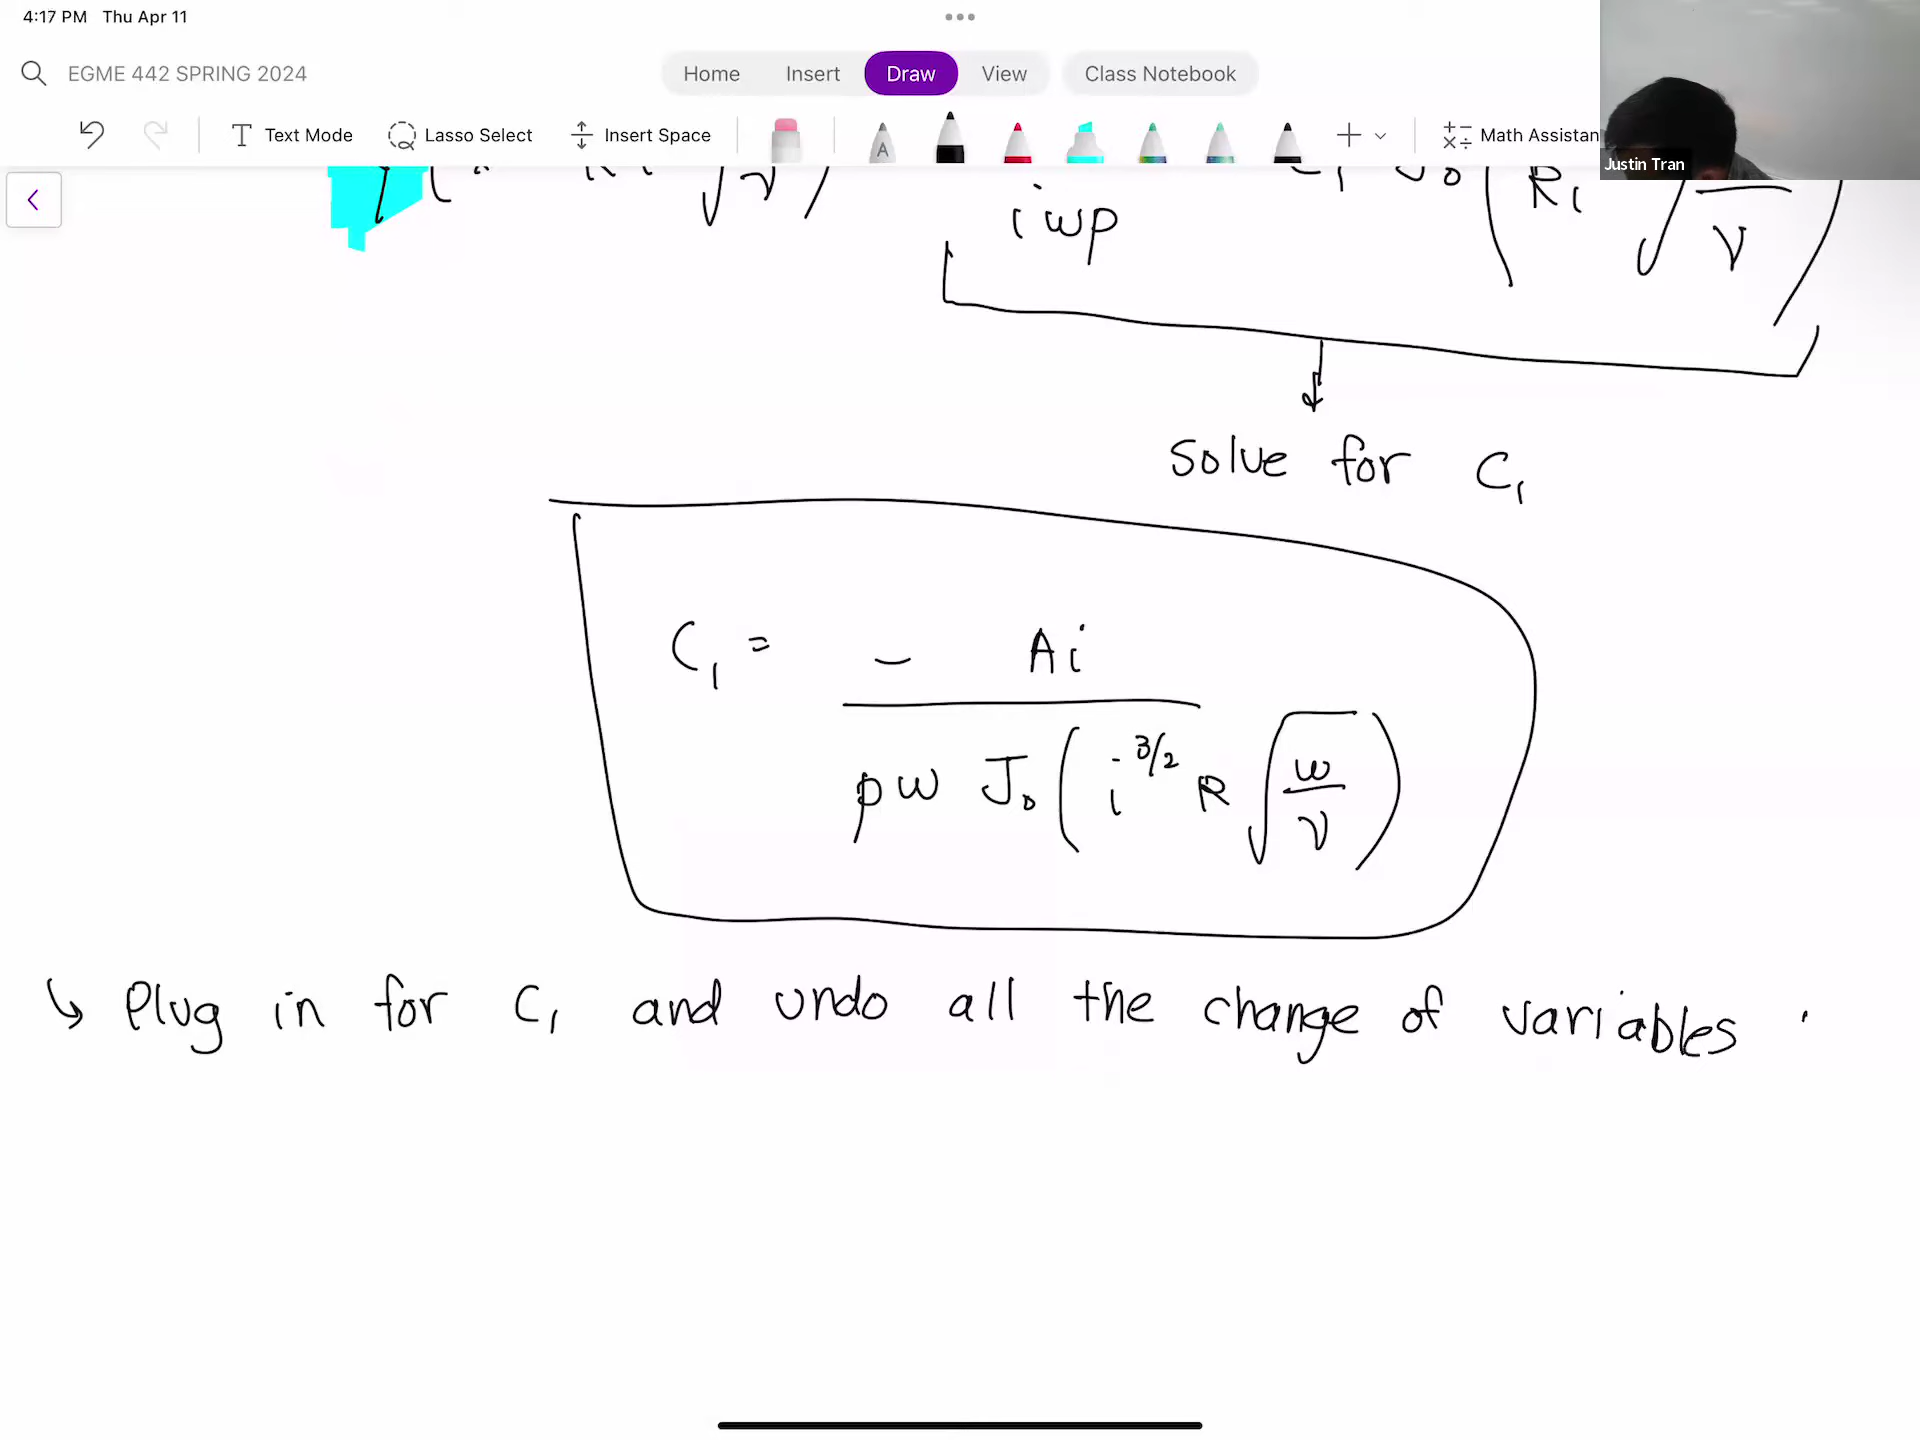 4:17 PM Thu Apr 11
EGME 442 SPRING 2024
Home Insert Draw View Class Notebook
Text Mode Lasso Select Insert Space A Math Assistan
Justin Tran
√ν)
iwρ
R √ν)
Solve for C₁
C₁ = - Ai
ρw J₀(i^3/2 R √w/ν)
↳ Plug in for C₁ and undo all the change of variables